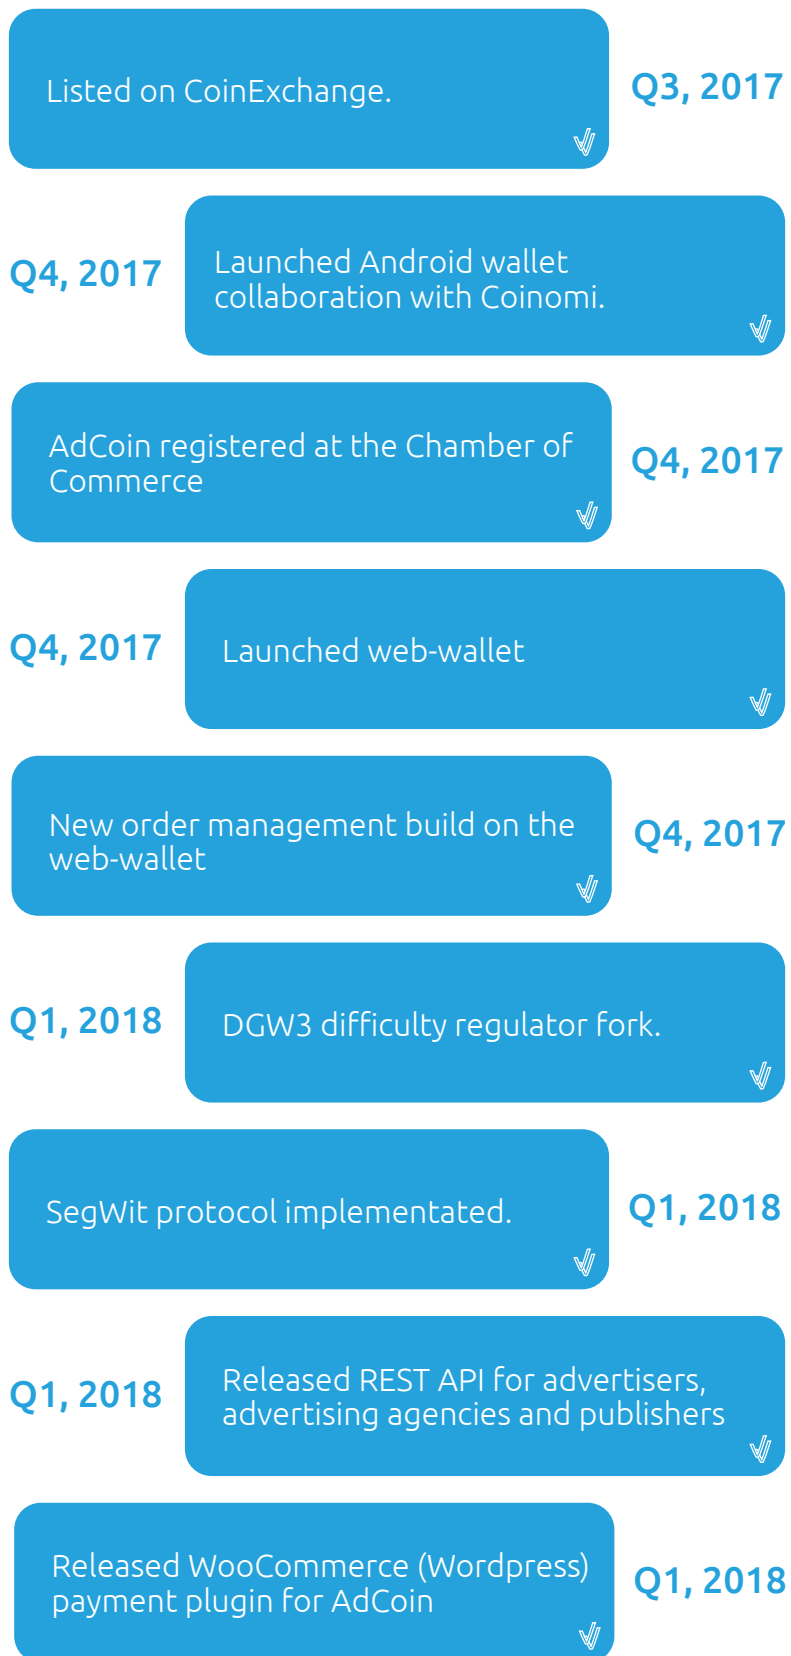 Listed on CoinExchange.
Q3, 2017
Q4, 2017
Launched Android wallet
collaboration with Coinomi.
AdCoin registered at the Chamber of
Commerce
Q4, 2017
Q4, 2017
Launched web-wallet
New order management build on the
web-wallet
Q4, 2017
Q1, 2018
DGW3 difficulty regulator fork.
SegWit protocol implementated.
Q1, 2018
Q1, 2018
Released REST API for advertisers,
advertising agencies and publishers
Released WooCommerce (Wordpress)
payment plugin for AdCoin
Q1, 2018